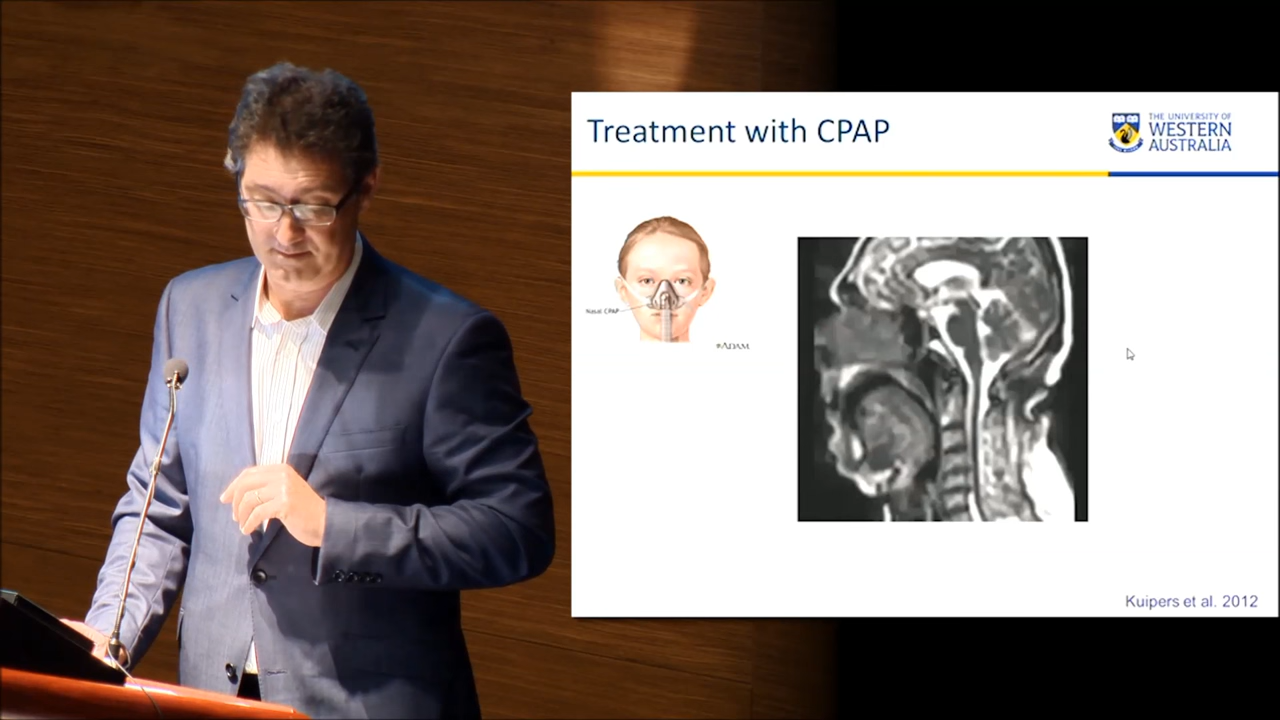 Treatment with CPAP
THE UNIVERSITY OF
WESTERN
AUSTRALIA
Nasal CPAP
#ADAM
Kuipers et al. 2012